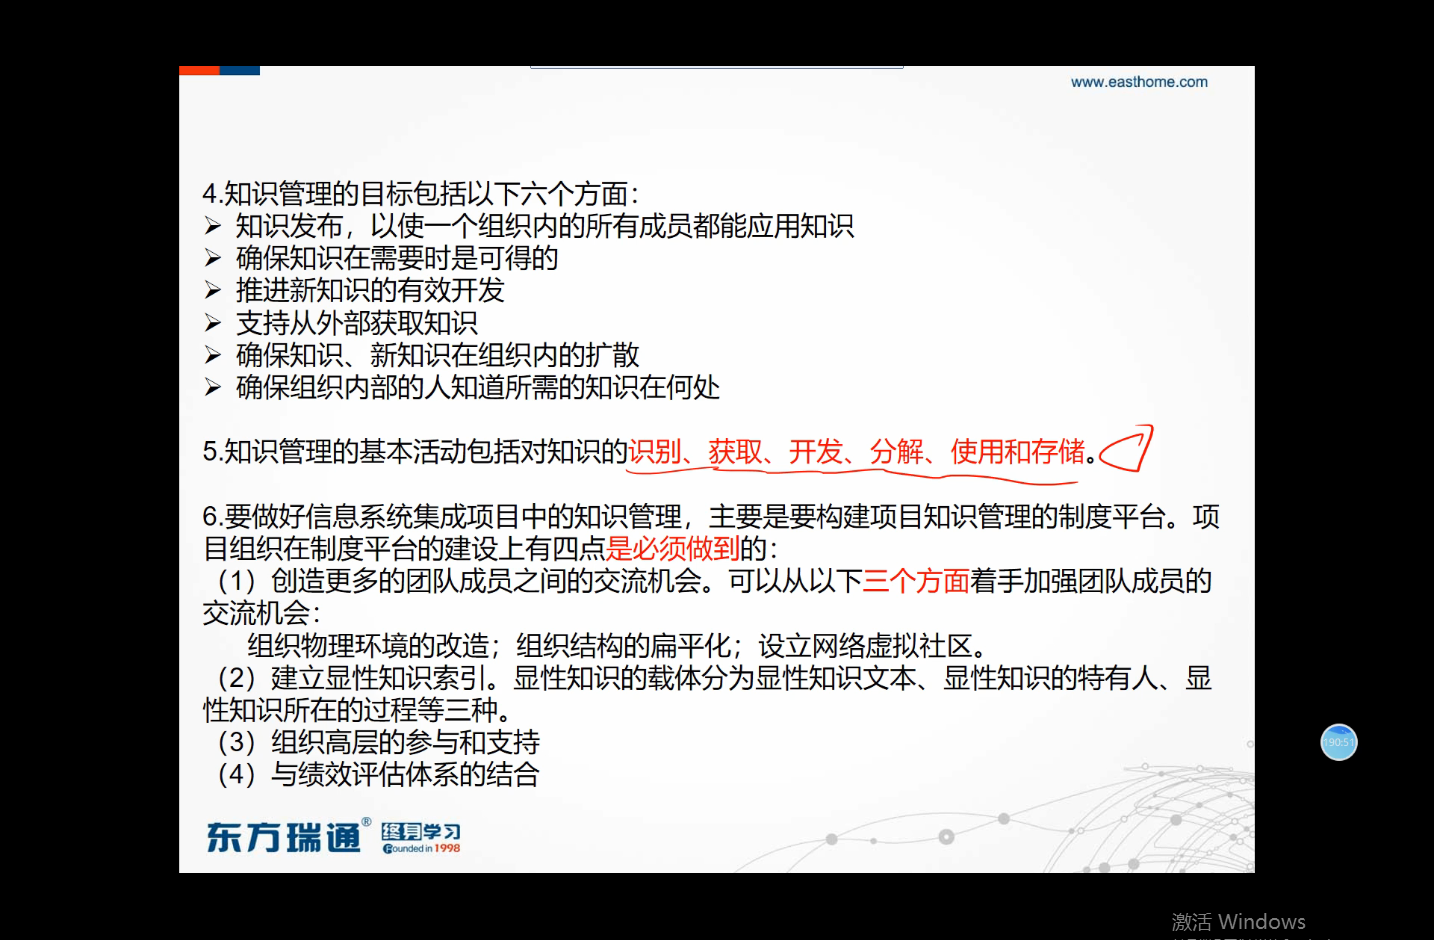 www.easthome.com
4.知识管理的目标包括以下六个方面：
➢ 知识发布，以使一个组织内的所有成员都能应用知识
➢ 确保知识在需要时是可得的
➢ 推进新知识的有效开发
➢ 支持从外部获取知识
➢ 确保知识、新知识在组织内的扩散
➢ 确保组织内部的人知道所需的知识在何处
5.知识管理的基本活动包括对知识的识别、获取、开发、分解、使用和存储。
6.要做好信息系统集成项目中的知识管理，主要是要构建项目知识管理的制度平台。项
目组织在制度平台的建设上有四点是必须做到的：
（1）创造更多的团队成员之间的交流机会。可以从以下三个方面着手加强团队成员的
交流机会：
组织物理环境的改造；组织结构的扁平化；设立网络虚拟社区。
（2）建立显性知识索引。显性知识的载体分为显性知识文本、显性知识的特有人、显
性知识所在的过程等三种。
（3）组织高层的参与和支持
（4）与绩效评估体系的结合
东方瑞通® 终身学习
Founded in 1998
190:51
激活 Windows